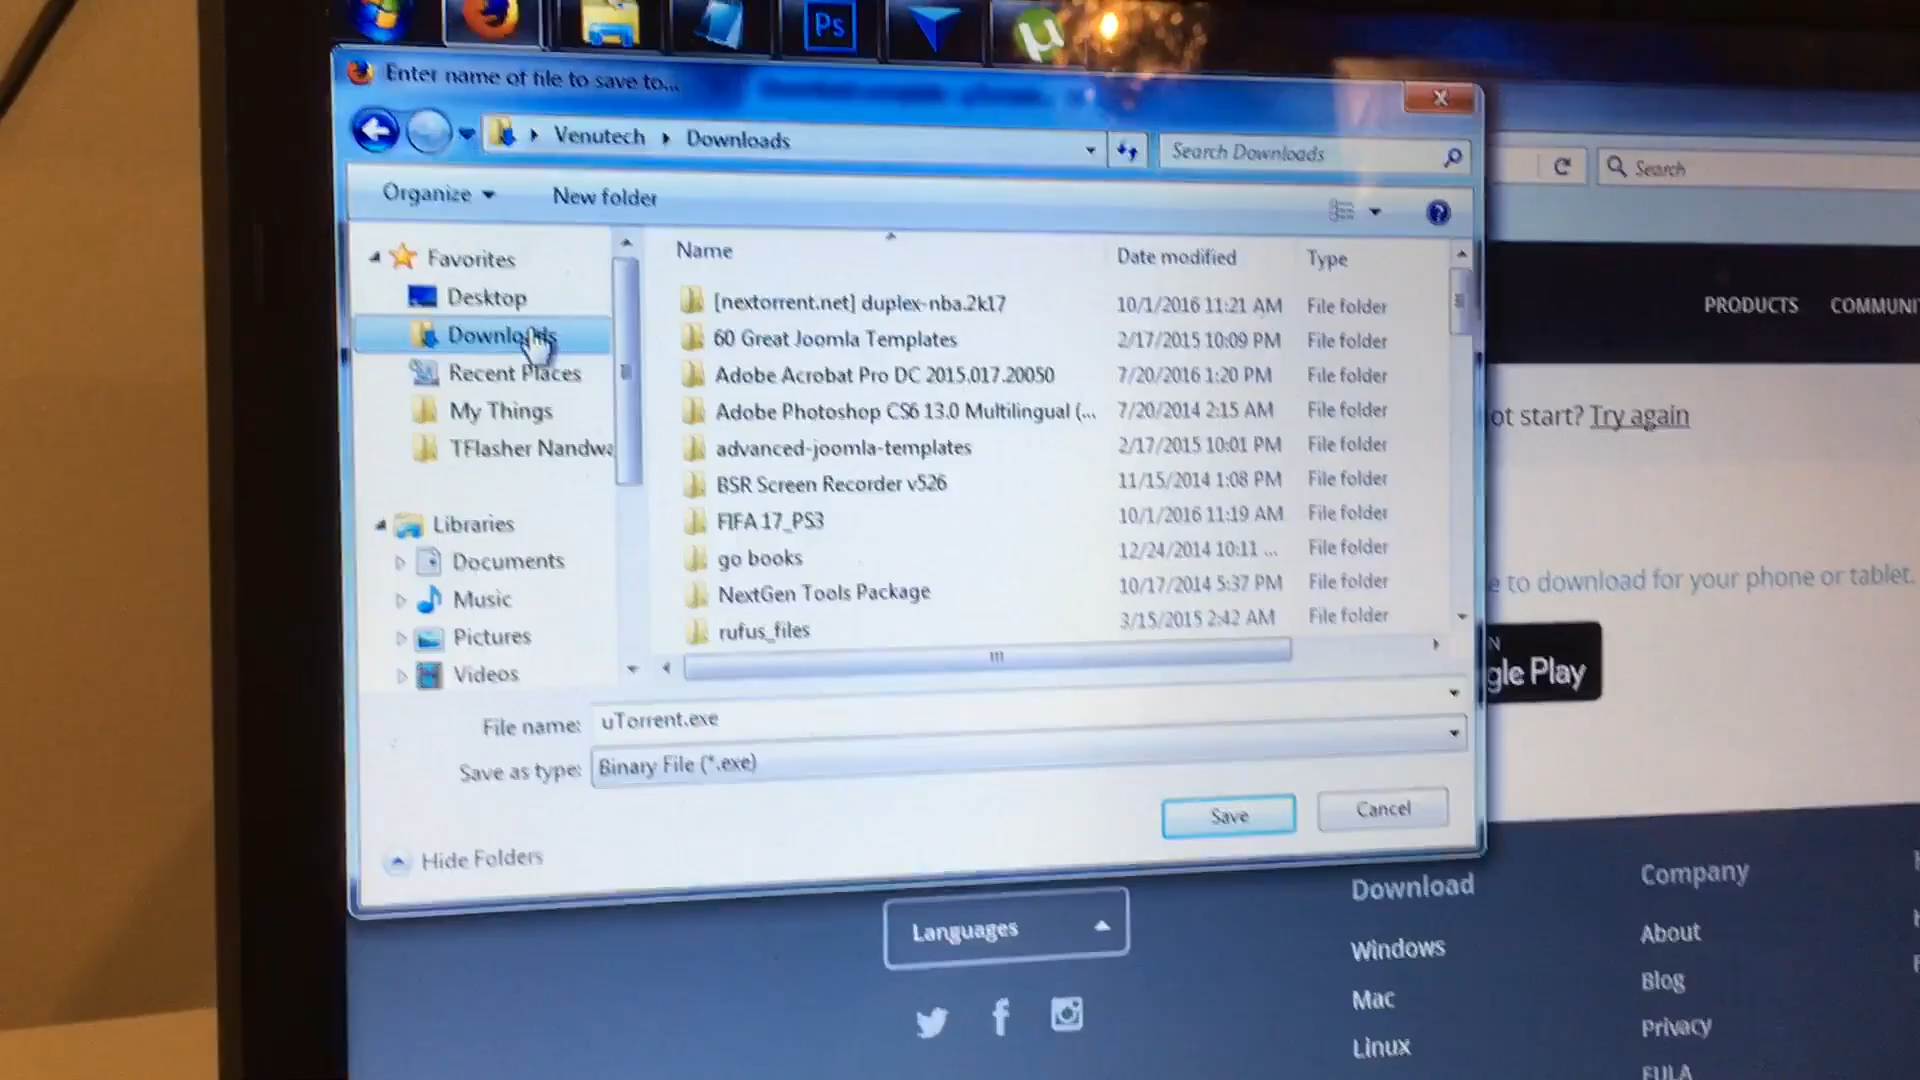 Ps
µ
Enter name of file to save to...
Venutech Downloads
Search Downloads
Search
Organize New folder
PRODUCTS
Name Date modified Type
Favorites
Desktop
Downloads
Recent Places
My Things
Libraries
Documents
Music
Pictures
Videos
[nextorrent.net] duplex-nba.2k17 10/1/2016 11:21 AM File folder
60 Great Joomla Templates 2/17/2015 10:09 PM File folder
Adobe Acrobat Pro DC 2015.017.20050 7/20/2016 1:20 PM File folder
Adobe Photoshop CS6 13.0 Multilingual (... 7/20/2014 2:15 AM File folder
advanced-joomla-templates 2/17/2015 10:01 PM File folder
BSR Screen Recorder v526 11/15/2014 1:08 PM File folder
FIFA 17_PS3 10/1/2016 11:19 AM File folder
go books 12/24/2014 10:11 ... File folder
NextGen Tools Package 10/17/2014 5:37 PM File folder
rufus_files 3/15/2015 2:42 AM File folder
TFlasher Nandwa
COMMUNI
ot start? Try again
e to download for your phone or tablet.
N
gle Play
File name: uTorrent.exe
Save as type: Binary File (*.exe)
Save Cancel
Hide Folders
Languages
Download
Windows
Mac
Linux
Company
About
Blog
Privacy
EULA